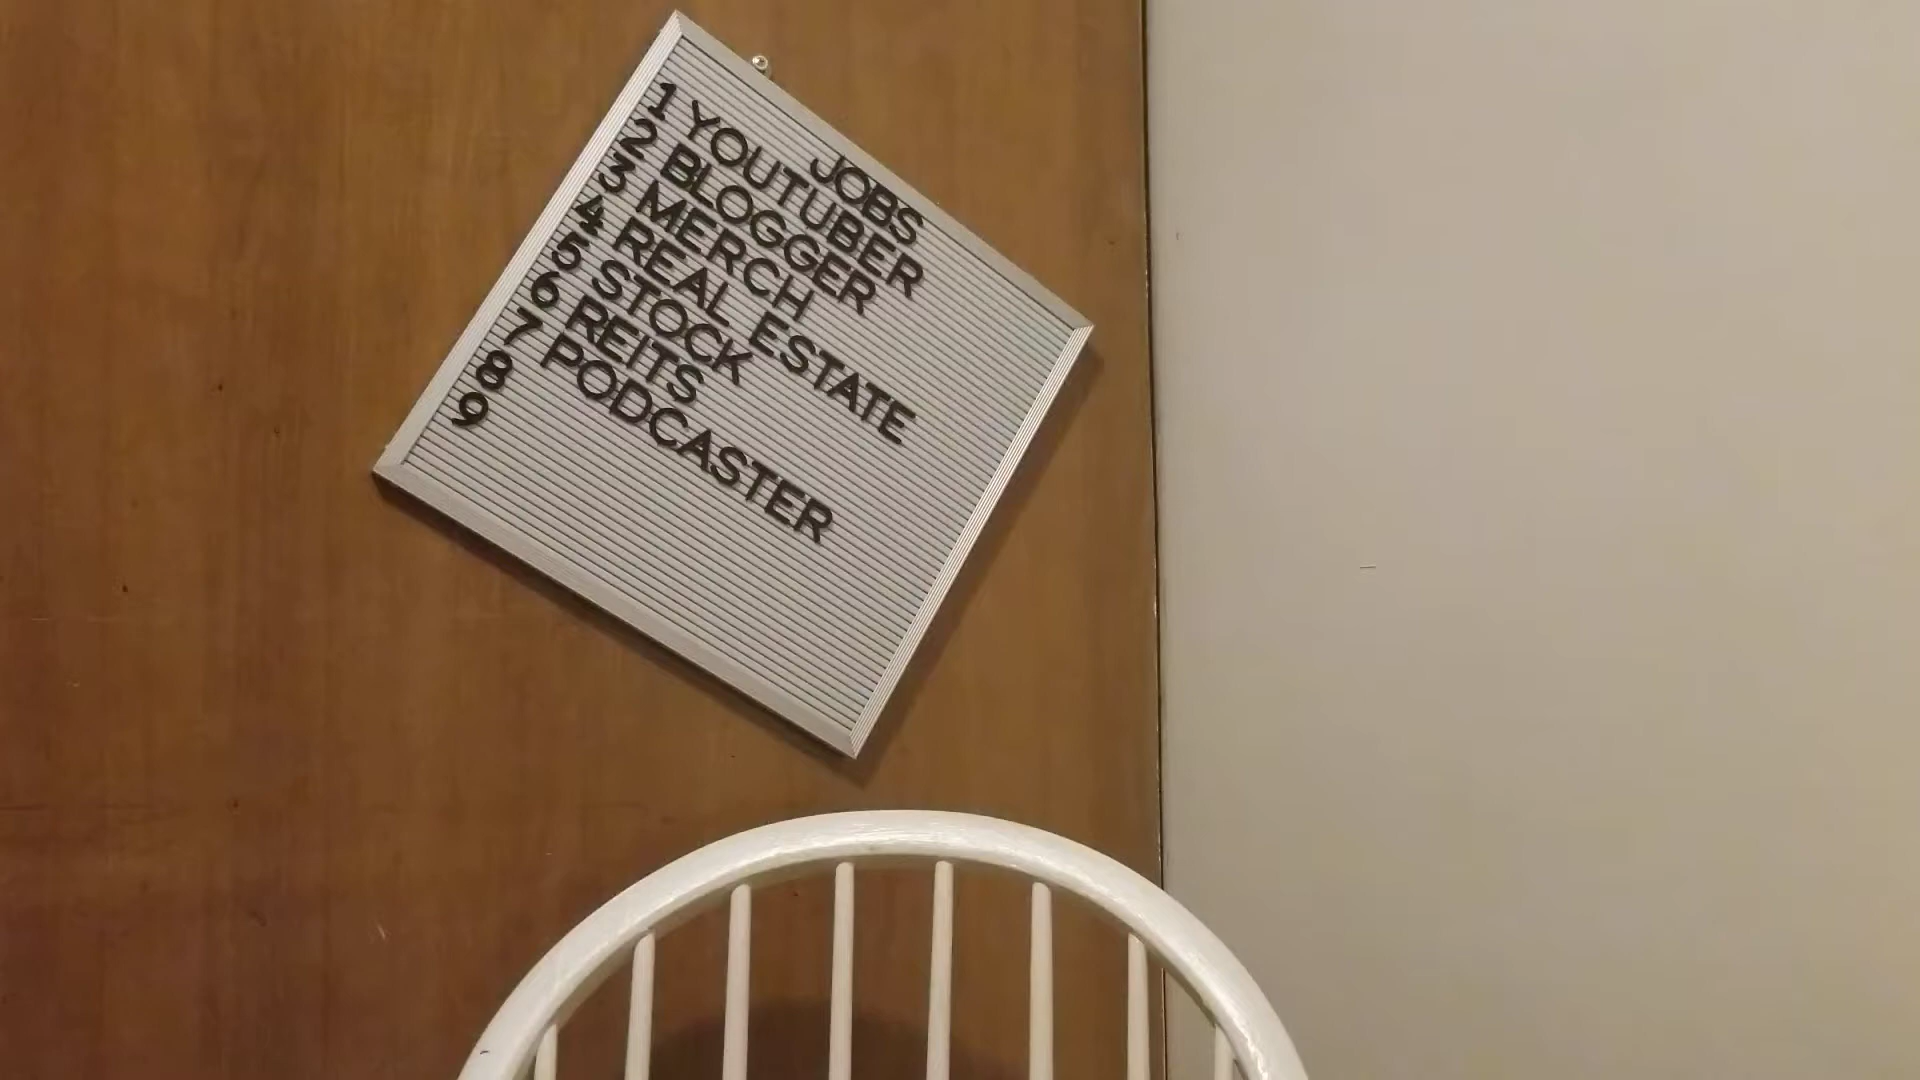 JOBS
1 YOUTUBER
2 BLOGGER
3 MERCH
4 REAL ESTATE
5 STOCK
6 REITS
7 PODCASTER
8
9